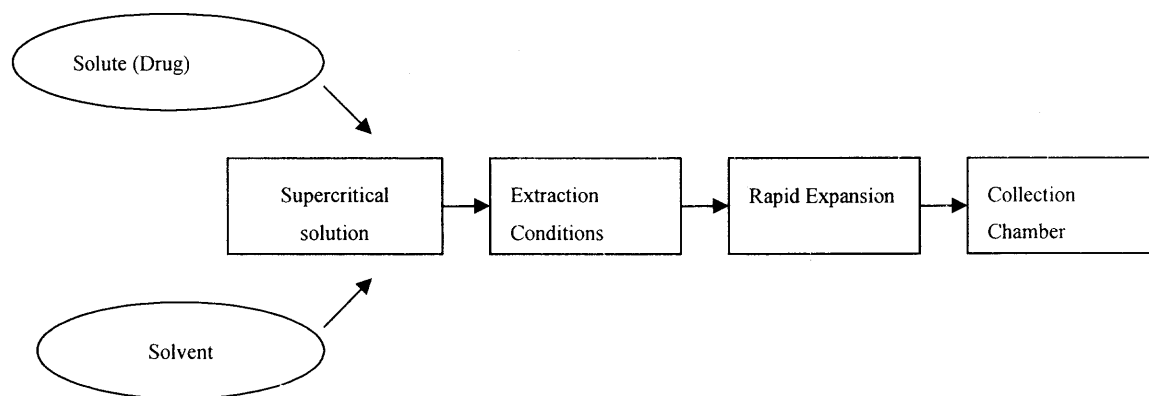 Solute (Drug)
Supercritical
solution
Extraction
Conditions
Rapid Expansion
Collection
Chamber
Solvent